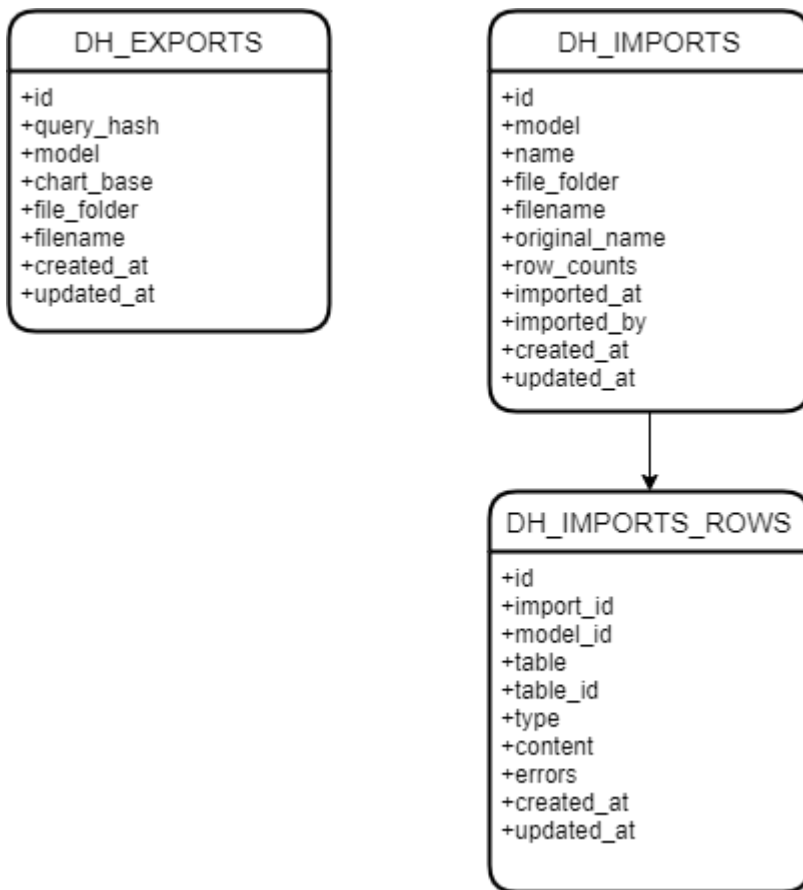 DH_EXPORTS
+id
+query_hash
+model
+chart_base
+file_folder
+filename
+created_at
+updated_at
DH_IMPORTS
+id
+model
+name
+file_folder
+filename
+original_name
+row_counts
+imported_at
+imported_by
+created_at
+updated_at
DH_IMPORTS_ROWS
+id
+import_id
+model_id
+table
+table_id
+type
+content
+errors
+created_at
+updated_at